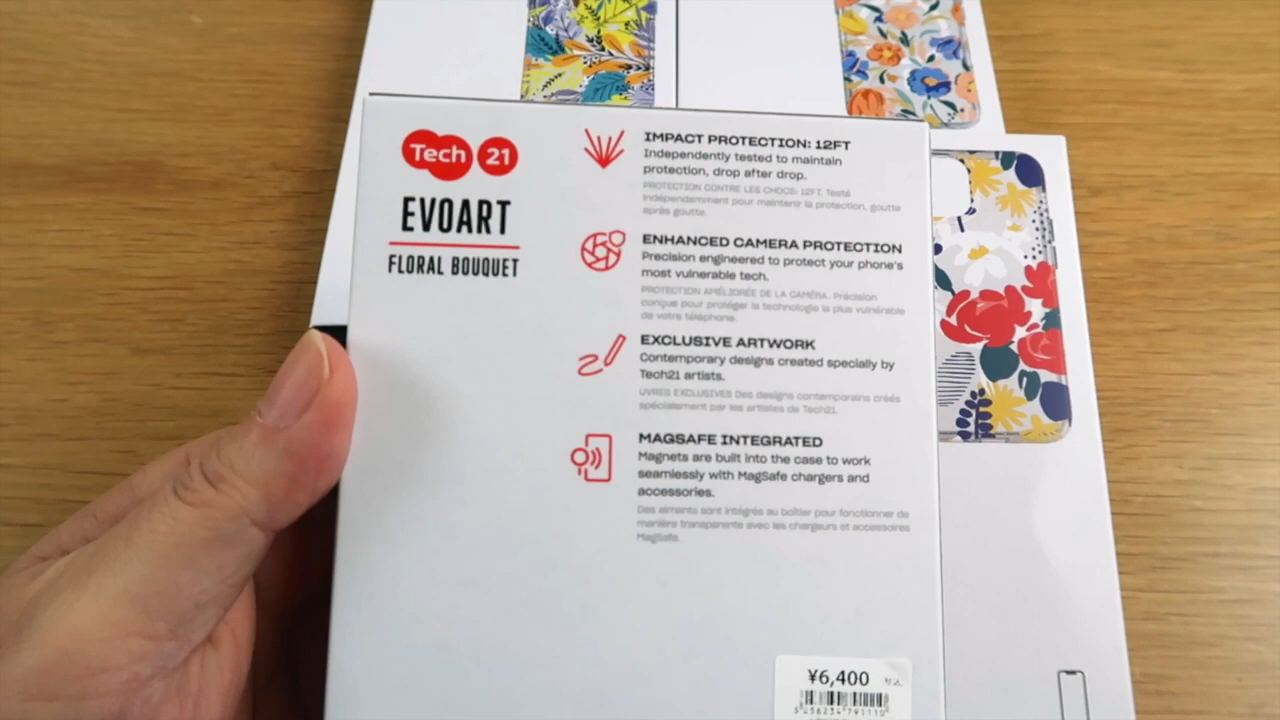 Tech 21
EVOART
FLORAL BOUQUET
IMPACT PROTECTION: 12FT
Independently tested to maintain
protection, drop after drop.
PROTECTION CONTRE LES CHOCS: 12FT. Testé
indépendamment pour maintenir la protection, goutte
après goutte.
ENHANCED CAMERA PROTECTION
Precision engineered to protect your phone's
most vulnerable tech.
PROTECTION AMÉLIORÉE DE LA CAMÉRA. Précision
conçue pour protéger la technologie la plus vulnérable
de votre téléphone.
EXCLUSIVE ARTWORK
Contemporary designs created specially by
Tech21 artists.
UVRES EXCLUSIVES Des designs contemporains créés
spécialement par les artistes de Tech21.
MAGSAFE INTEGRATED
Magnets are built into the case to work
seamlessly with MagSafe chargers and
accessories.
Des aimants sont intégrés au boîtier pour fonctionner de
manière transparente avec les chargeurs et accessoires
MagSafe.
¥6,400